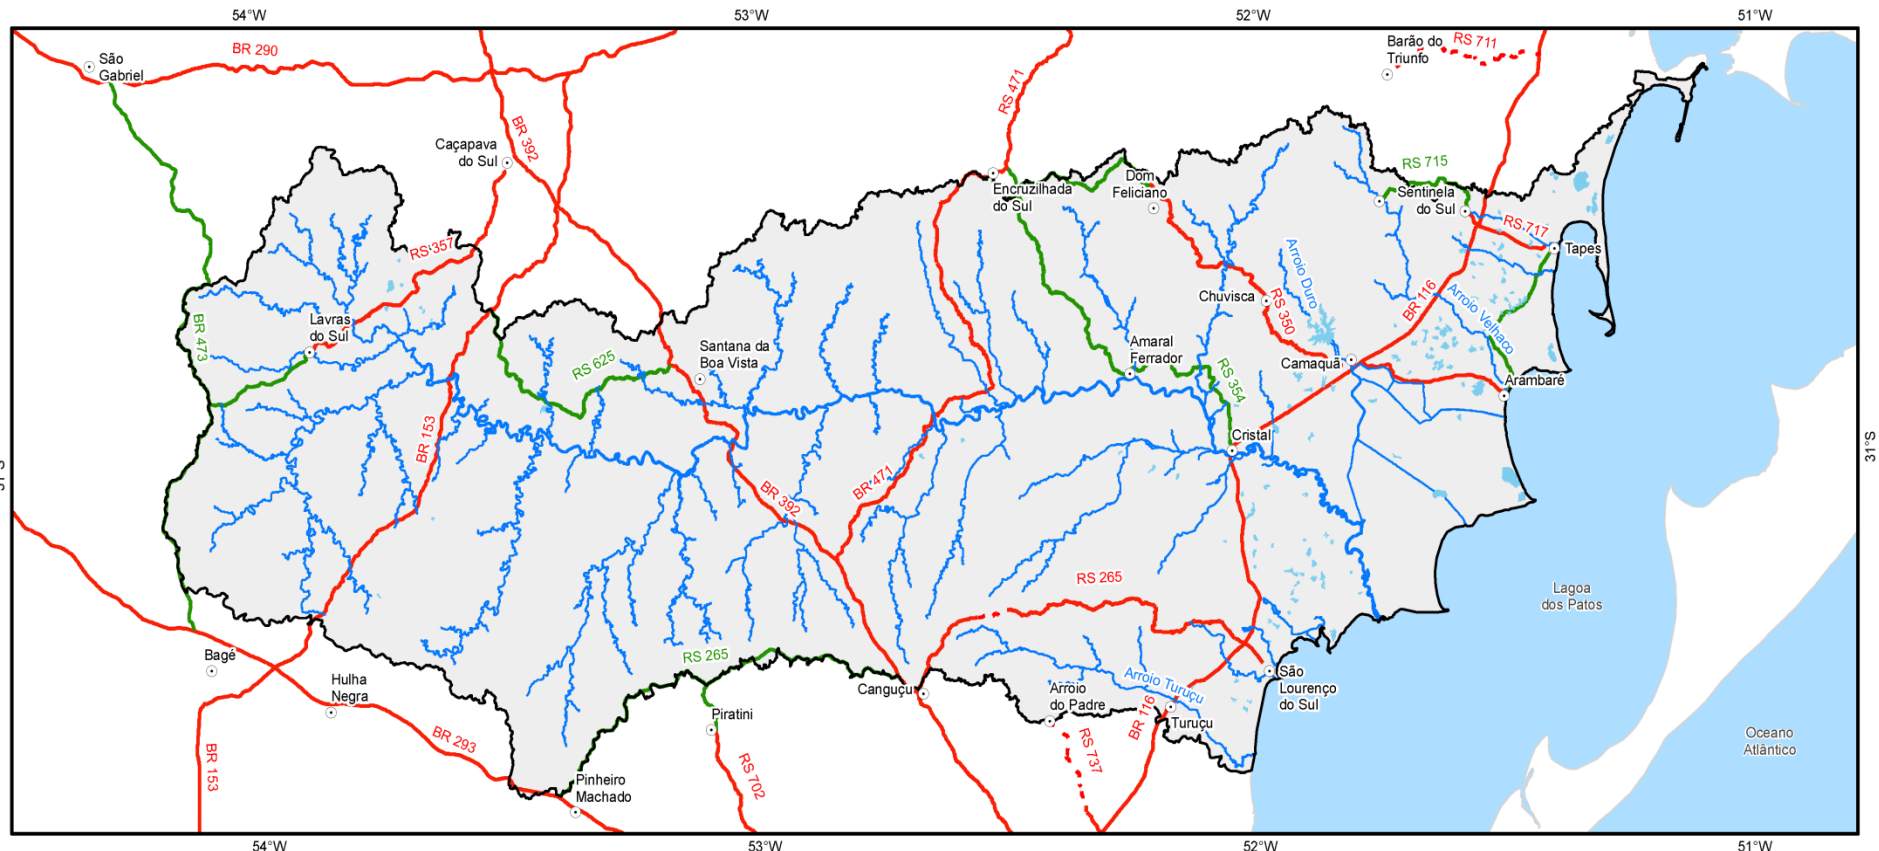 54°W
53°W
52°W
51°W
São
Gabriel
BR 290
RS 471
Barão do
Triunfo
RS 711
Caçapava
do Sul
BR 392
RS 715
Encruzilhada
do Sul
Dom
Feliciano
Sentinela
do Sul
RS 717
Tapes
RS 357
Arroio Duro
Chuvisca
RS 350
BR 116
Arroio Velhaco
BR 473
Lavras
do Sul
Santana da
Boa Vista
RS 625
Amaral
Ferrador
Camaquã
RS 354
Arambaré
BR 153
Cristal
31°S
BR 392
BR 471
RS 265
Lagoa
dos Patos
Bagé
Hulha
Negra
RS 265
Canguçu
Arroio
do Padre
Arroio Turuçu
São
Lourenço
do Sul
Piratini
BR 116
Turuçu
BR 153
BR 293
RS 702
RS 737
Oceano
Atlântico
Pinheiro
Machado
54°W
53°W
52°W
51°W